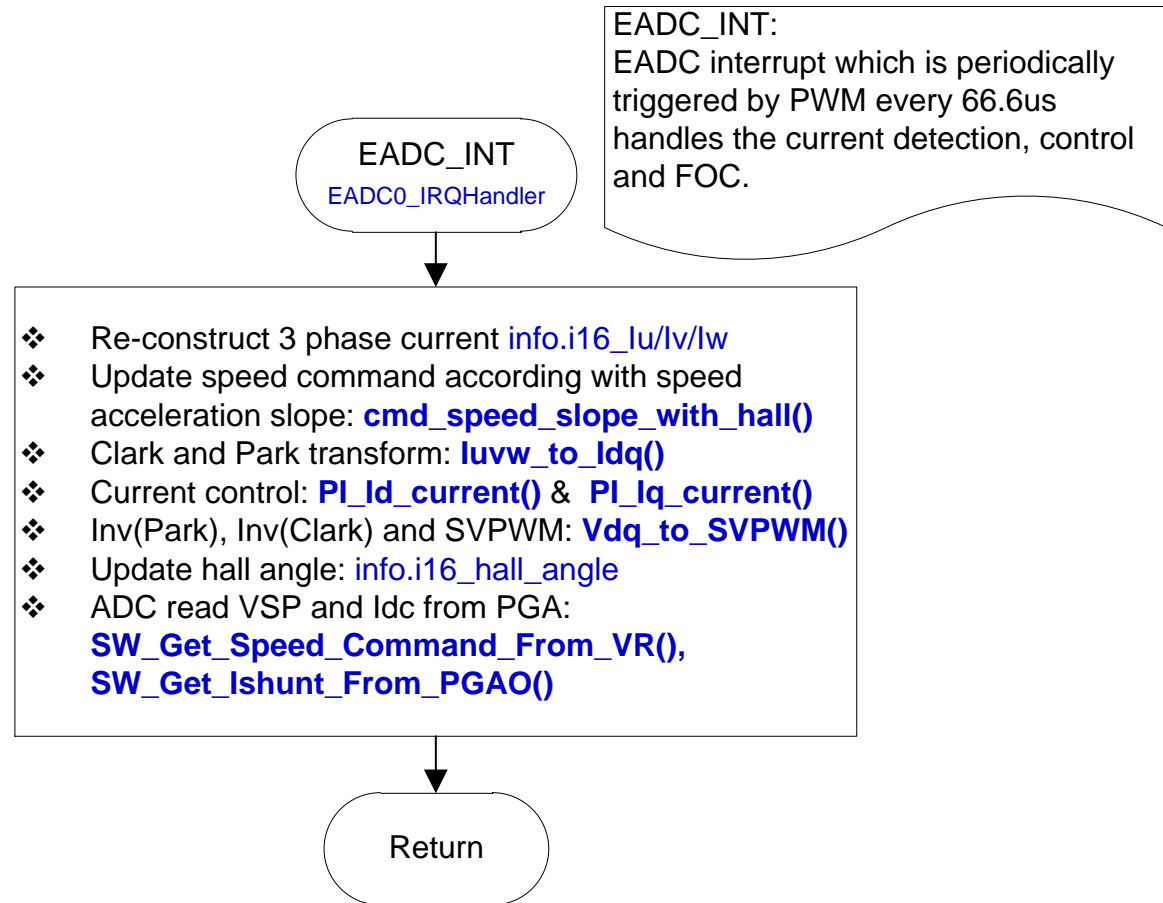 EADC_INT:
EADC interrupt which is periodically
triggered by PWM every 66.6us
handles the current detection, control
and FOC.
EADC_INT
EADC0_IRQHandler
❖ Re-construct 3 phase current info.i16_Iu/Iv/Iw
❖ Update speed command according with speed
acceleration slope: cmd_speed_slope_with_hall()
❖ Clark and Park transform: Iuvw_to_Idq()
❖ Current control: PI_Id_current() & PI_Iq_current()
❖ Inv(Park), Inv(Clark) and SVPWM: Vdq_to_SVPWM()
❖ Update hall angle: info.i16_hall_angle
❖ ADC read VSP and Idc from PGA:
SW_Get_Speed_Command_From_VR(),
SW_Get_Ishunt_From_PGAO()
Return